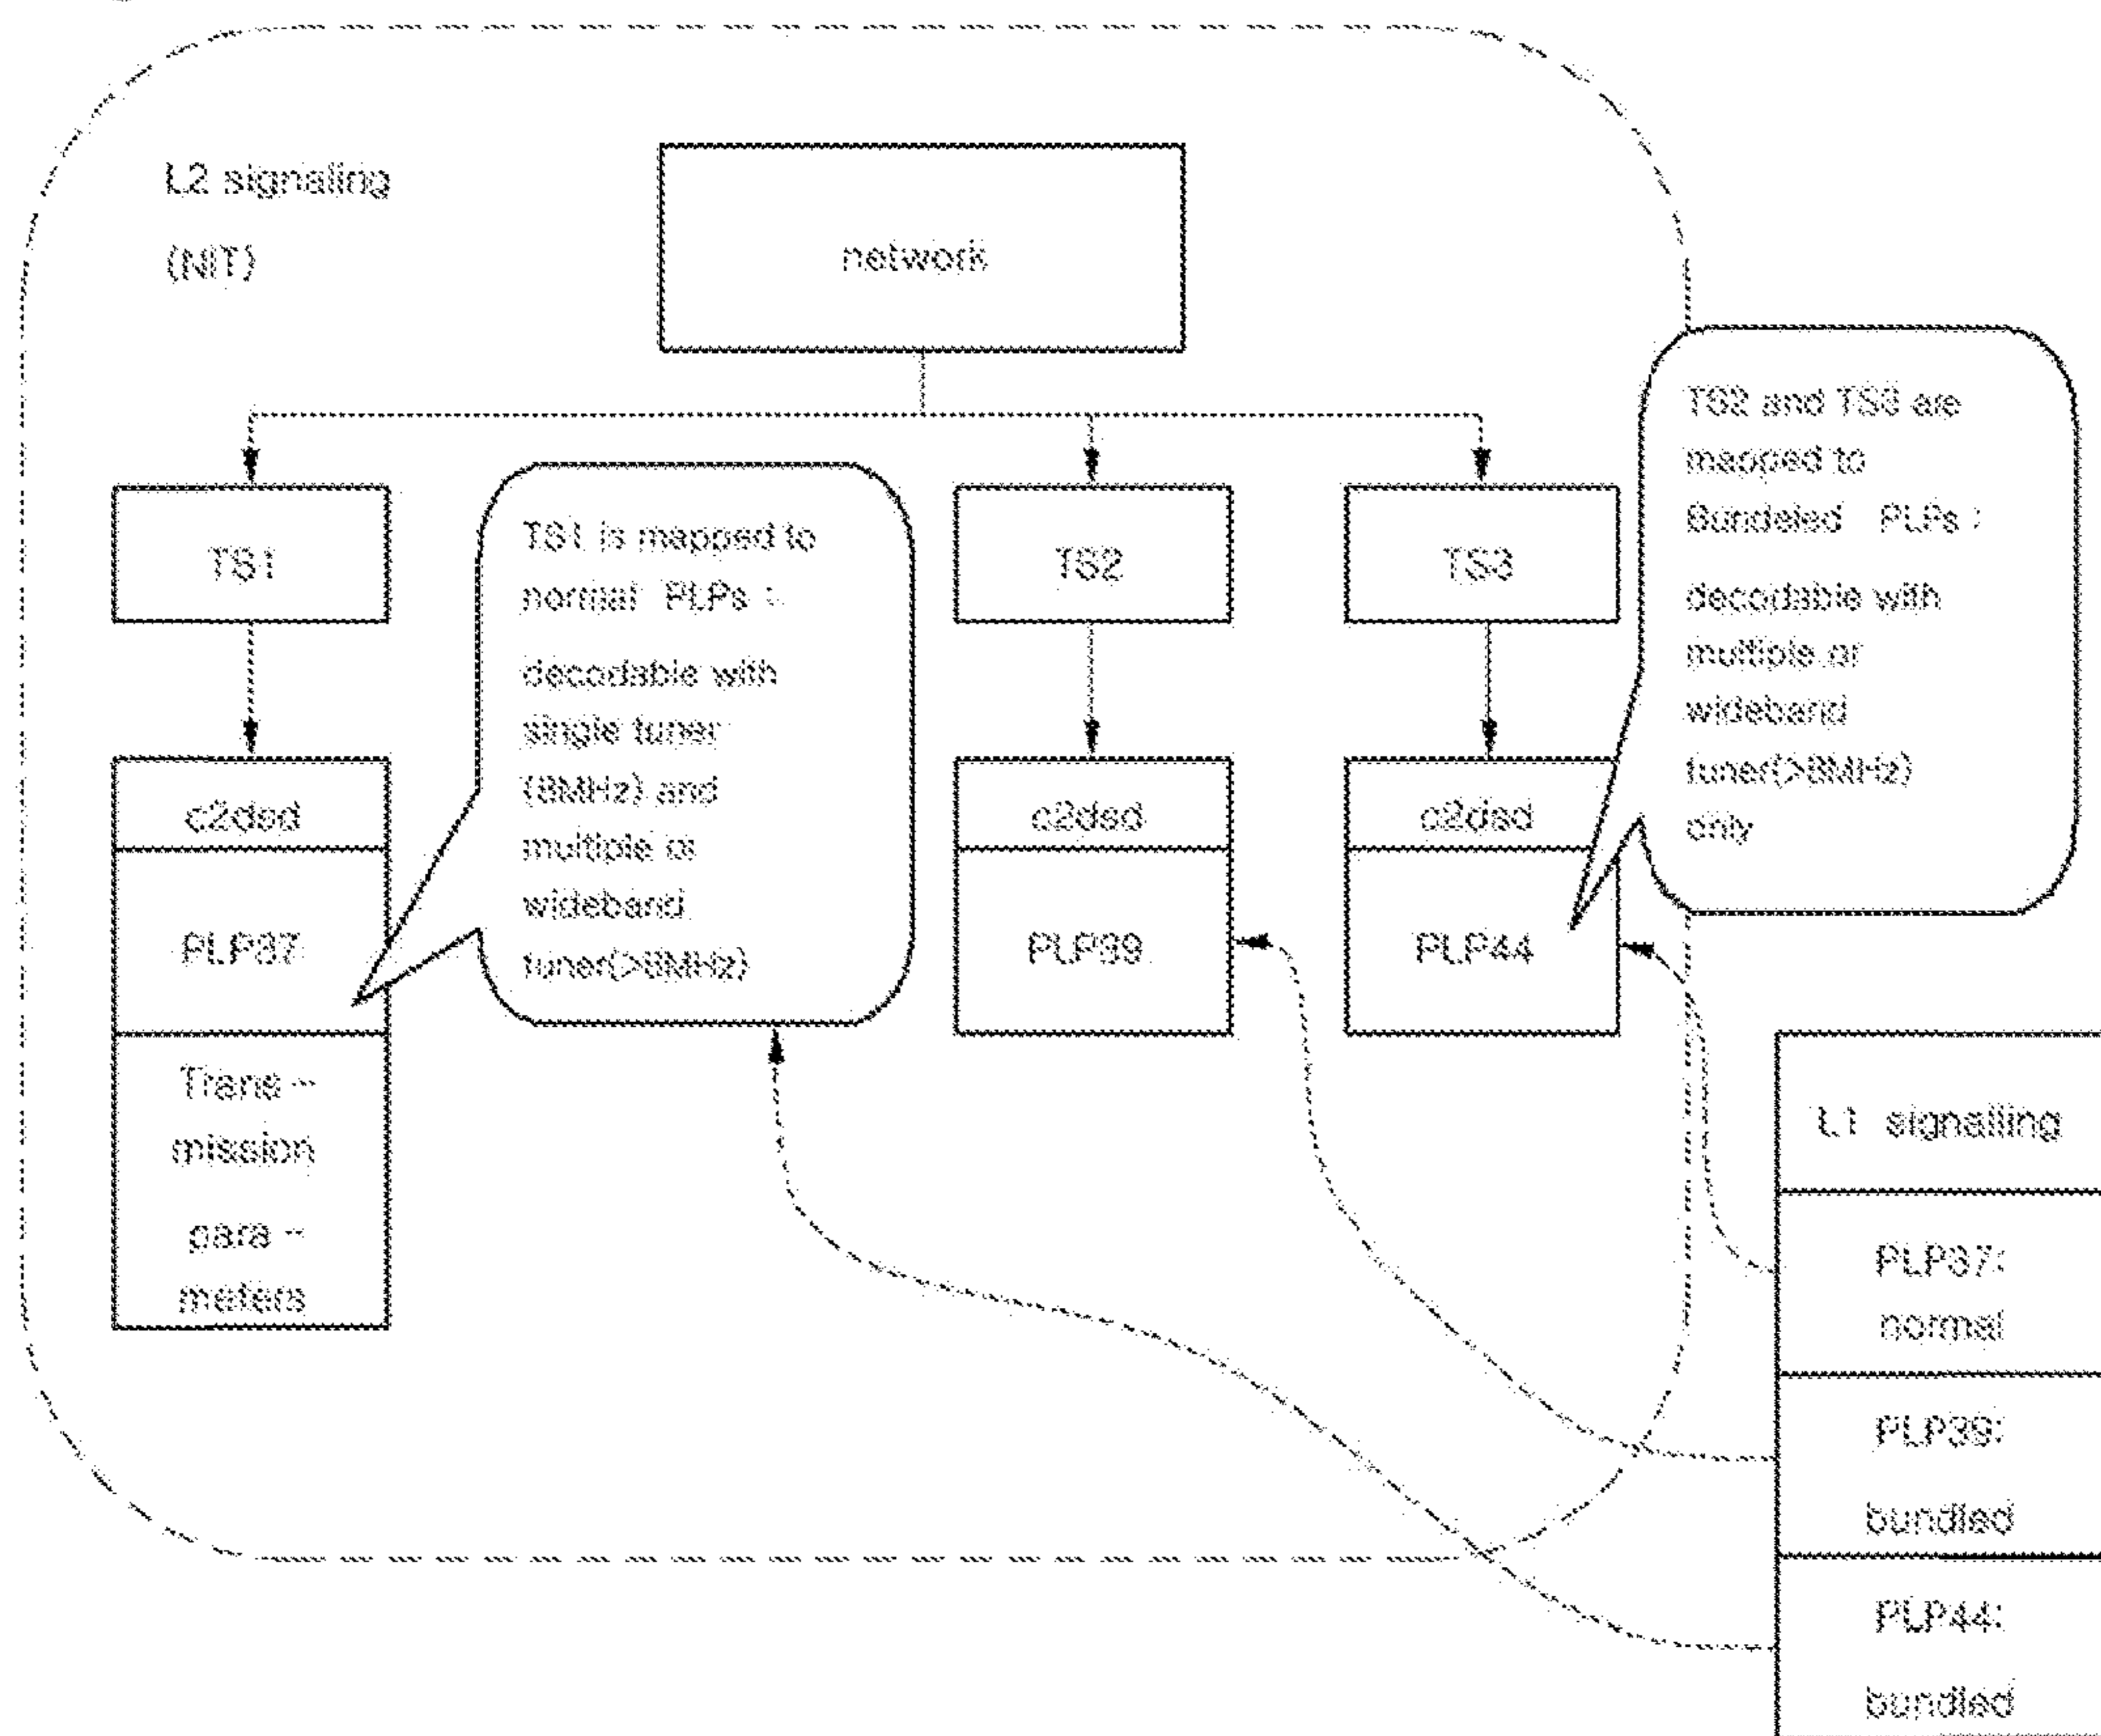 L2 signaling
(NIT)
network
TS1
TS2
TS3
TS1 is mapped to
normal PLPs :
decodable with
single tuner
(8MHz) and
multiple or
wideband
tuner(>8MHz)
TS2 and TS3 are
mapped to
Bundeled PLPs :
decodable with
multiple or
wideband
tuner(>8MHz)
only
c2dsd
PLP37
Trans -
mission
para -
meters
c2dsd
PLP39
c2dsd
PLP44
L1 signalling
PLP37:
normal
PLP39:
bundled
PLP44:
bundled